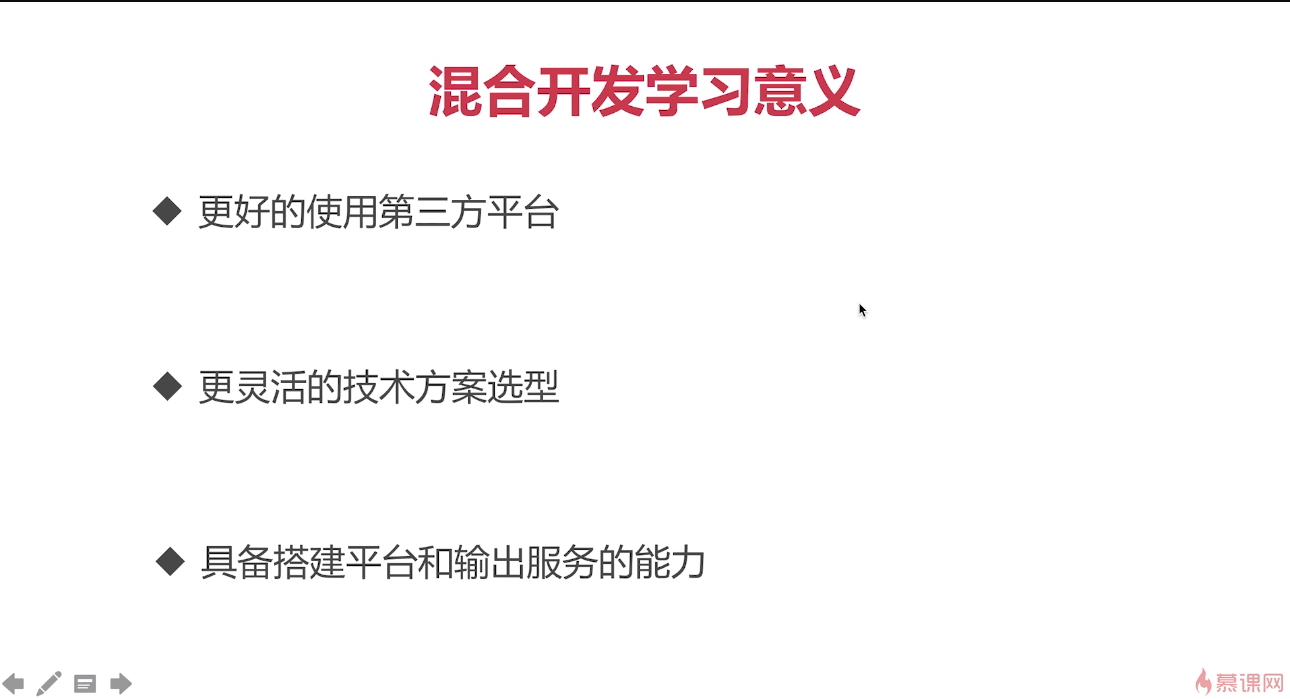 混合开发学习意义
◆ 更好的使用第三方平台
◆ 更灵活的技术方案选型
◆ 具备搭建平台和输出服务的能力
慕课网